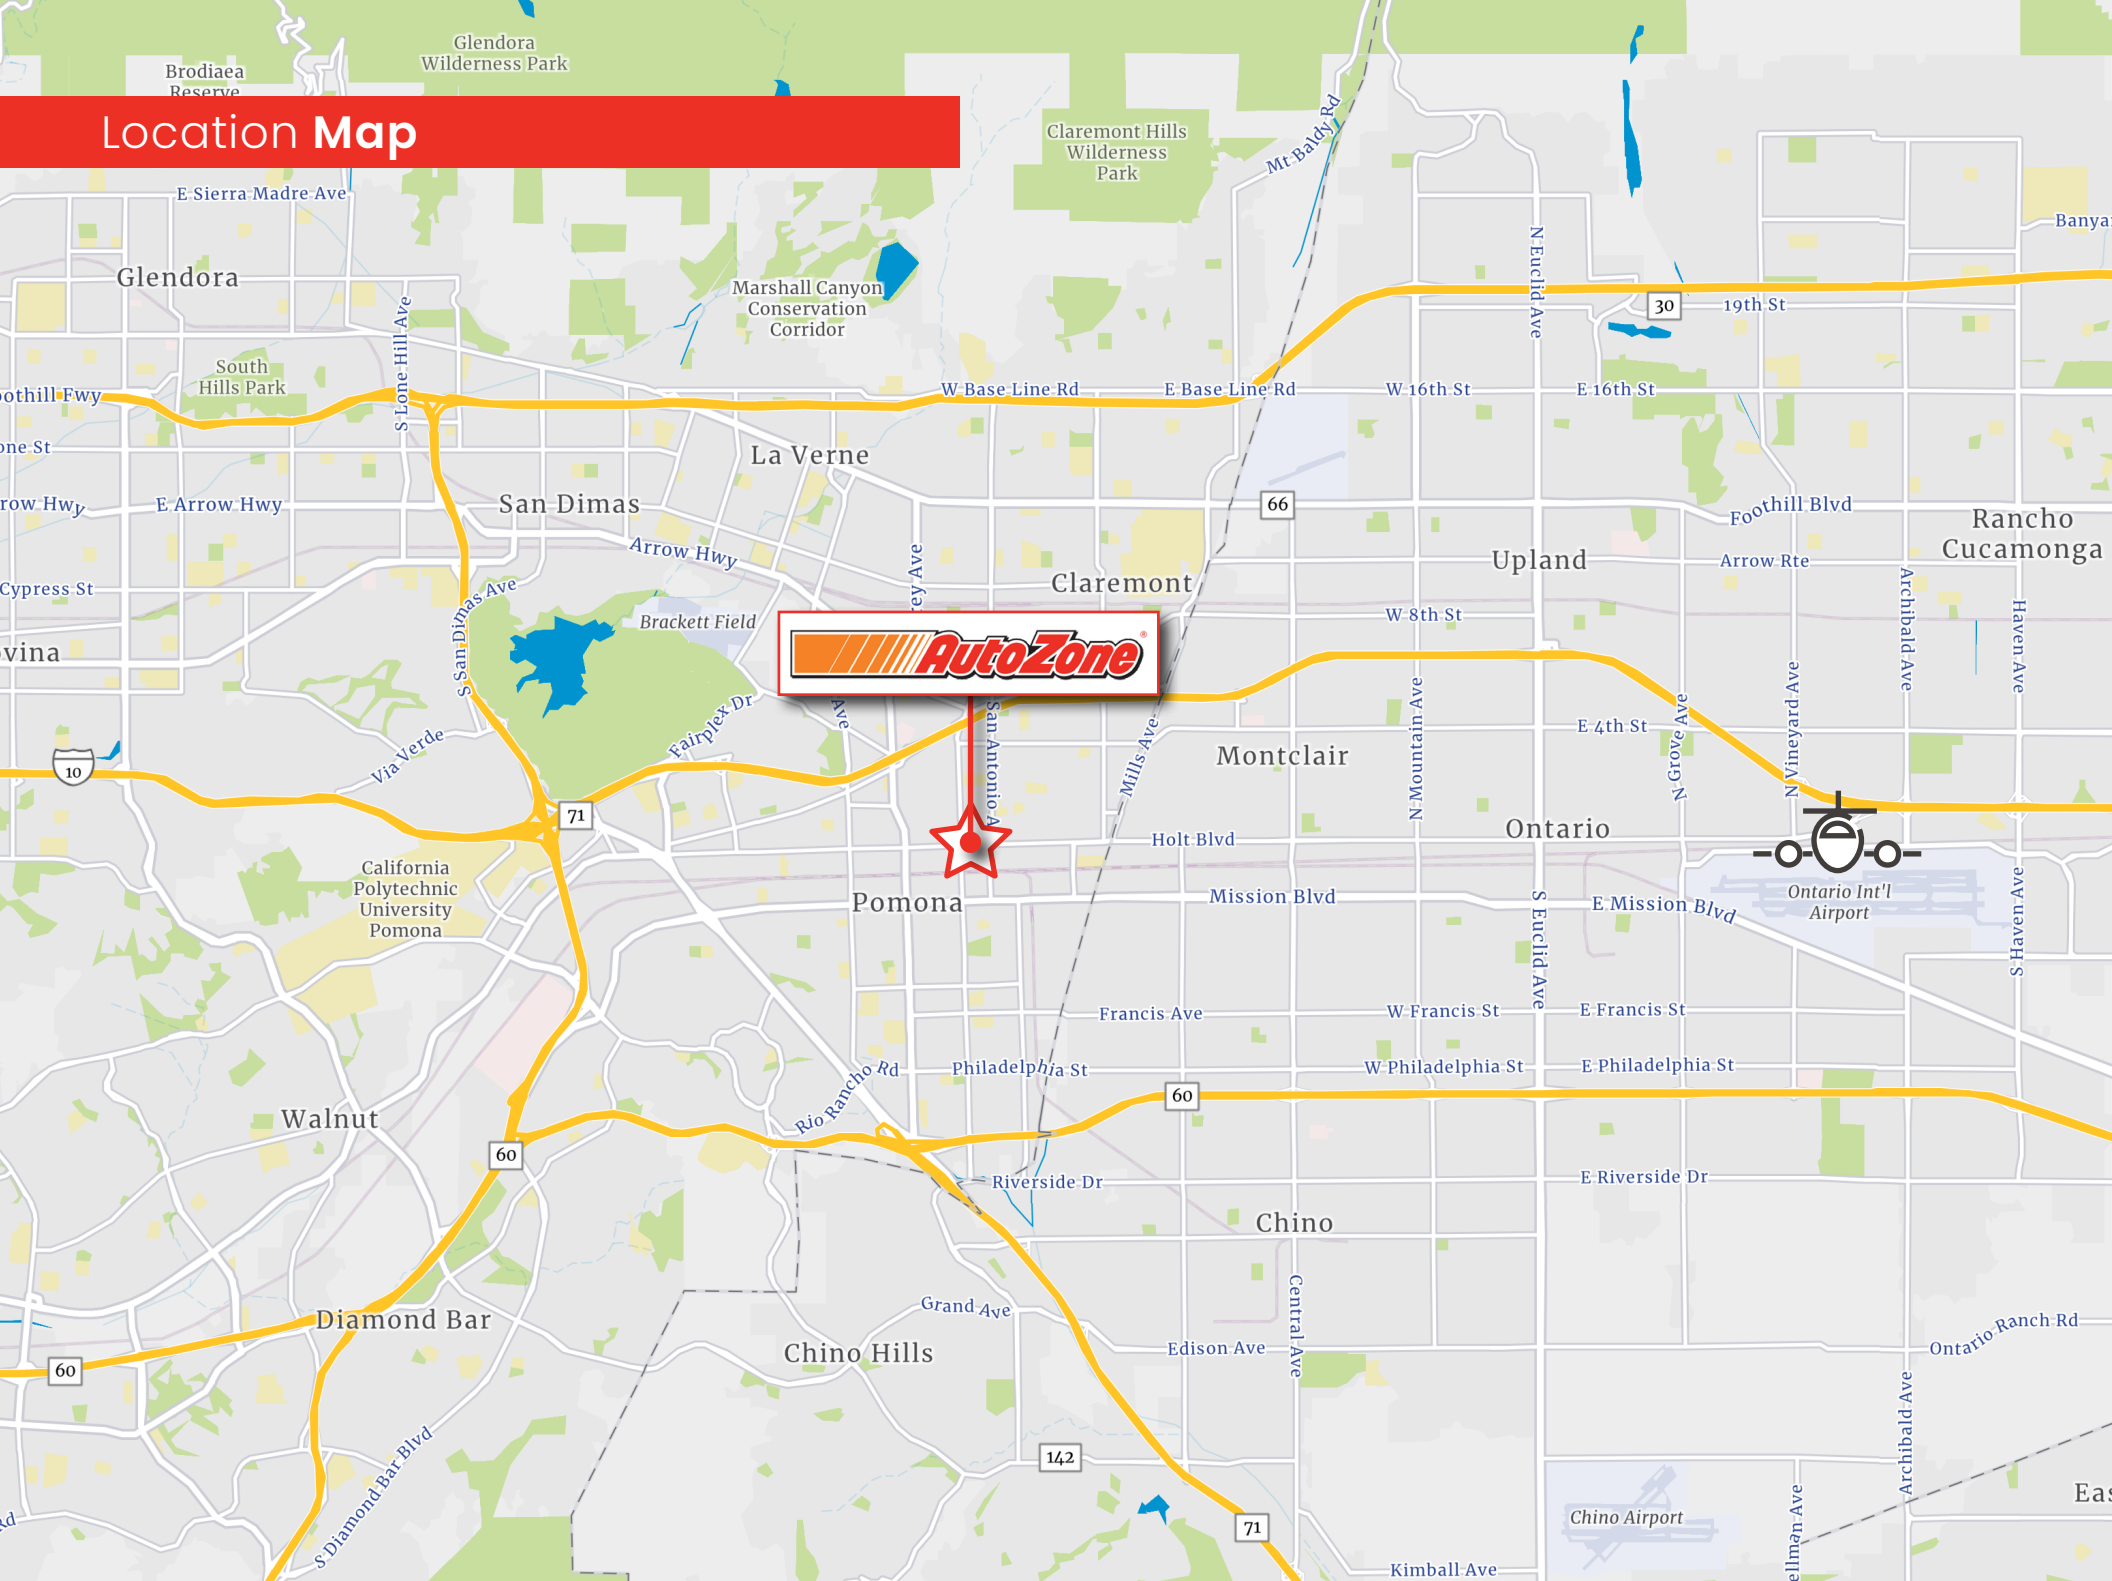 Glendora
Wilderness Park
Brodiaea
Reserve
Location Map
Claremont Hills
Wilderness
Park
Mt Baldy Rd
E Sierra Madre Ave
Banya
N Euclid Ave
Glendora
Marshall Canyon
Conservation
Corridor
30
19th St
S Lone Hill Ave
South
Hills Park
oothill Fwy
W Base Line Rd
E Base Line Rd
W 16th St
E 16th St
one St
La Verne
row Hwy
E Arrow Hwy
San Dimas
66
Foothill Blvd
Rancho
Cucamonga
Arrow Hwy
rey Ave
Upland
Arrow Rte
Cypress St
S San Dimas Ave
Claremont
Archibald Ave
Haven Ave
Brackett Field
W 8th St
AutoZone
®
vina
Fairplex Dr
Ave
San Antonio A
Mills Ave
N Mountain Ave
E 4th St
N Grove Ave
N Vineyard Ave
Via Verde
Montclair
10
71
Holt Blvd
Ontario
California
Polytechnic
University
Pomona
Pomona
Mission Blvd
S Euclid Ave
E Mission Blvd
Ontario Int'l
Airport
S Haven Ave
Francis Ave
W Francis St
E Francis St
Rio Rancho Rd
Philadelphia St
W Philadelphia St
E Philadelphia St
60
Walnut
60
Riverside Dr
E Riverside Dr
Chino
Diamond Bar
Grand Ave
Central Ave
Chino Hills
Edison Ave
Ontario Ranch Rd
60
Archibald Ave
S Diamond Bar Blvd
142
Eas
Rd
71
Chino Airport
ellman Ave
Kimball Ave